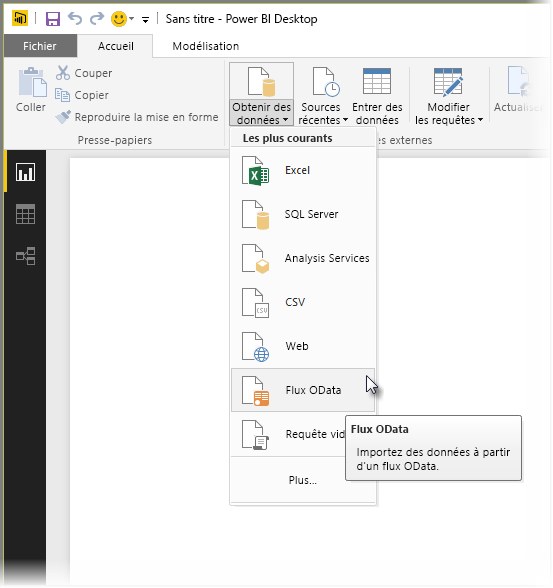 Sans titre - Power BI Desktop
Fichier
Accueil
Modélisation
Coller
Couper
Copier
Reproduire la mise en forme
Presse-papiers
Obtenir des
données
Sources
récentes
Entrer des
données
Modifier
les requêtes
Actualiser
es externes
Les plus courants
Excel
SQL Server
Analysis Services
CSV
Web
Flux OData
Requête vid
Plus...
Flux OData
Importez des données à partir
d'un flux OData.